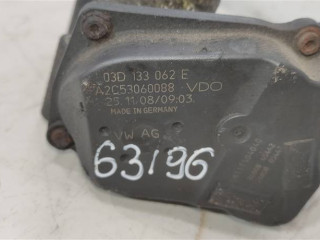 03D 133 062 E
A2C53060088 VDO
25.11.08/09:03
MADE IN GERMANY
VW AG
63196